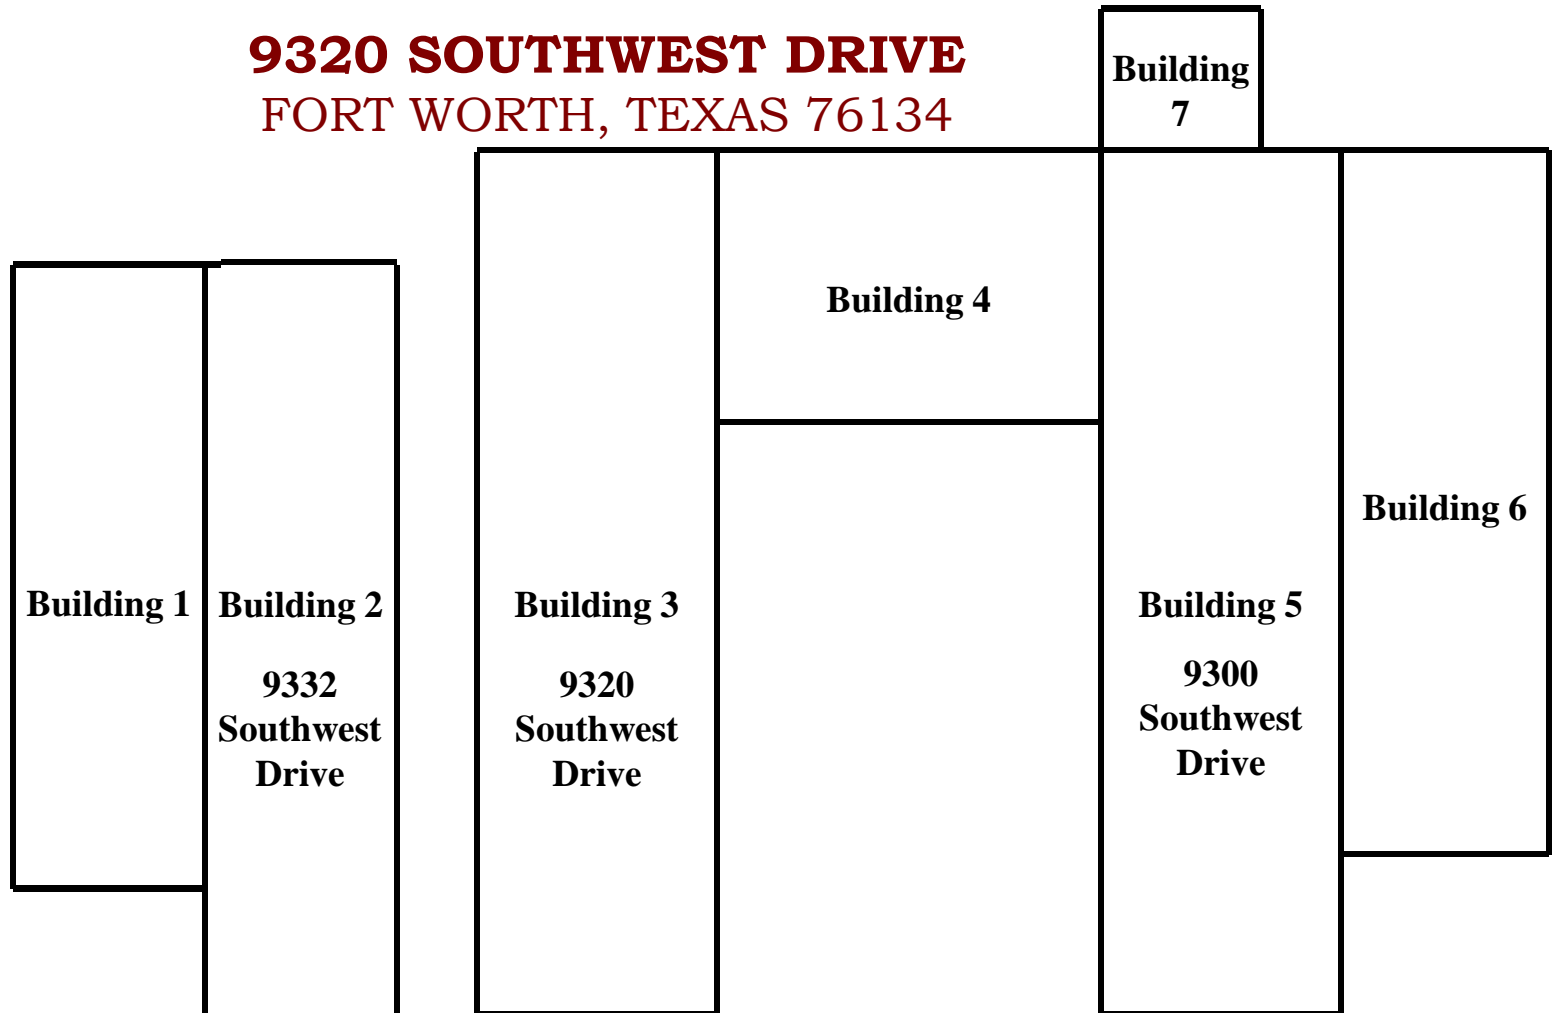 9320 SOUTHWEST DRIVE
FORT WORTH, TEXAS 76134
Building
7
Building 4
Building 6
Building 1
Building 2
9332
Southwest
Drive
Building 3
9320
Southwest
Drive
Building 5
9300
Southwest
Drive